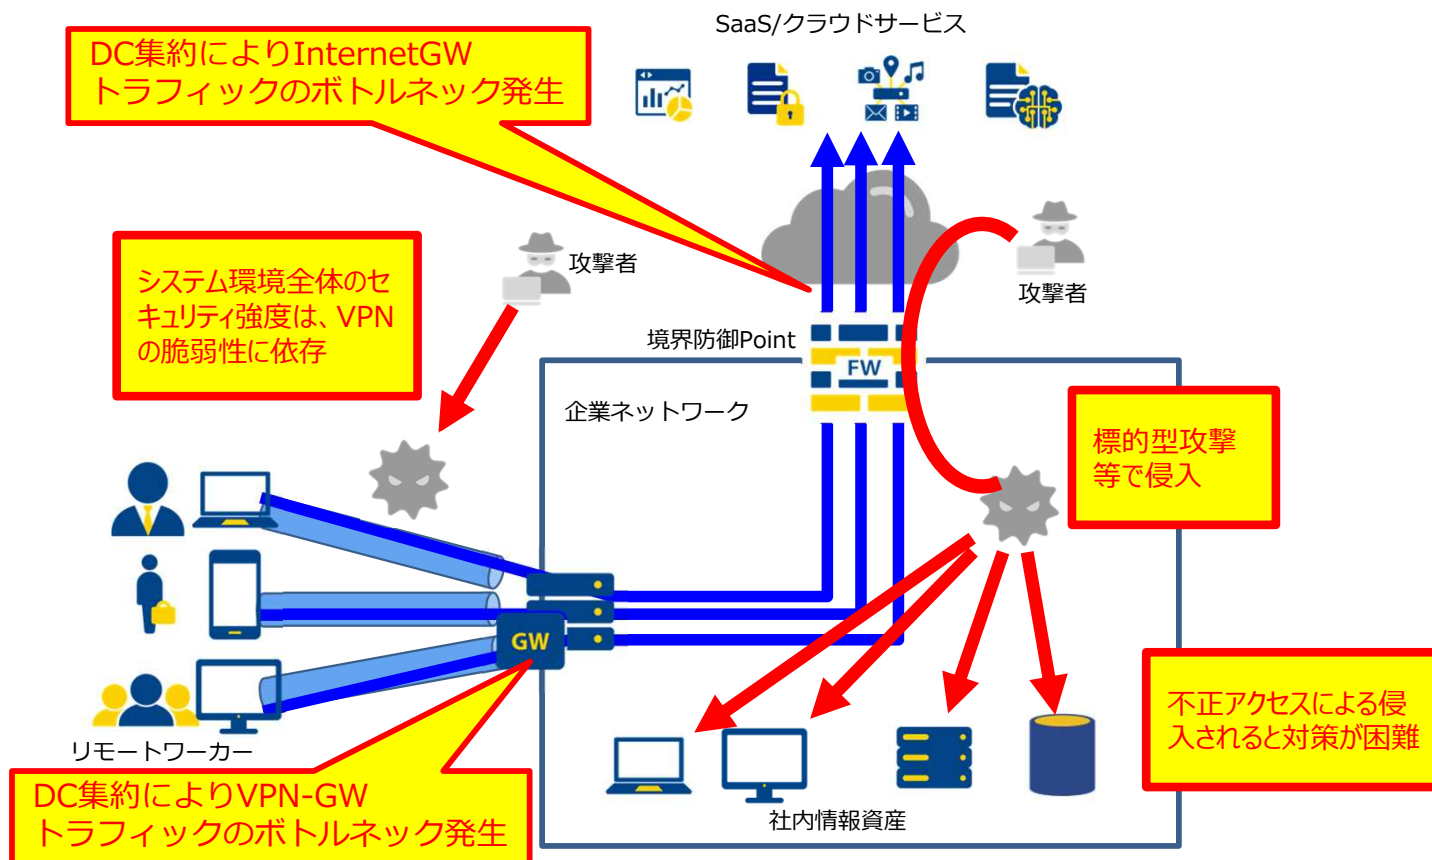 SaaS/クラウドサービス
DC集約によりInternetGW
トラフィックのボトルネック発生
攻撃者
攻撃者
システム環境全体のセ
キュリティ強度は、VPN
の脆弱性に依存
境界防御Point
FW
企業ネットワーク
標的型攻撃
等で侵入
GW
リモートワーカー
不正アクセスによる侵
入されると対策が困難
DC集約によりVPN-GW
トラフィックのボトルネック発生
社内情報資産